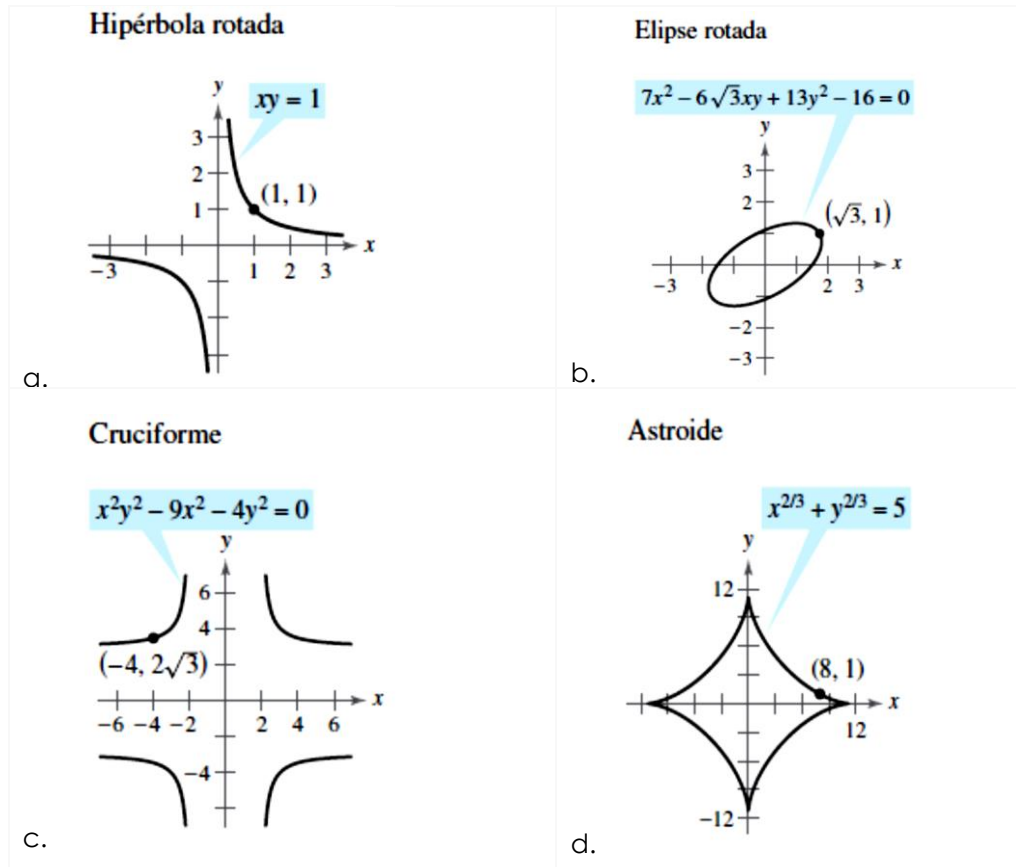 Hipérbola rotada
y
xy = 1
3
2
1
(1, 1)
x
−3
1 2 3
a.
Elipse rotada
7x² − 6√3xy + 13y² − 16 = 0
y
3
2
(√3, 1)
x
−3
2 3
−2
−3
b.
Cruciforme
x²y² − 9x² − 4y² = 0
y
6
4
(−4, 2√3)
x
−6 −4 −2 2 4 6
−4
c.
Astroide
x²/³ + y²/³ = 5
y
12
(8, 1)
x
12
−12
d.